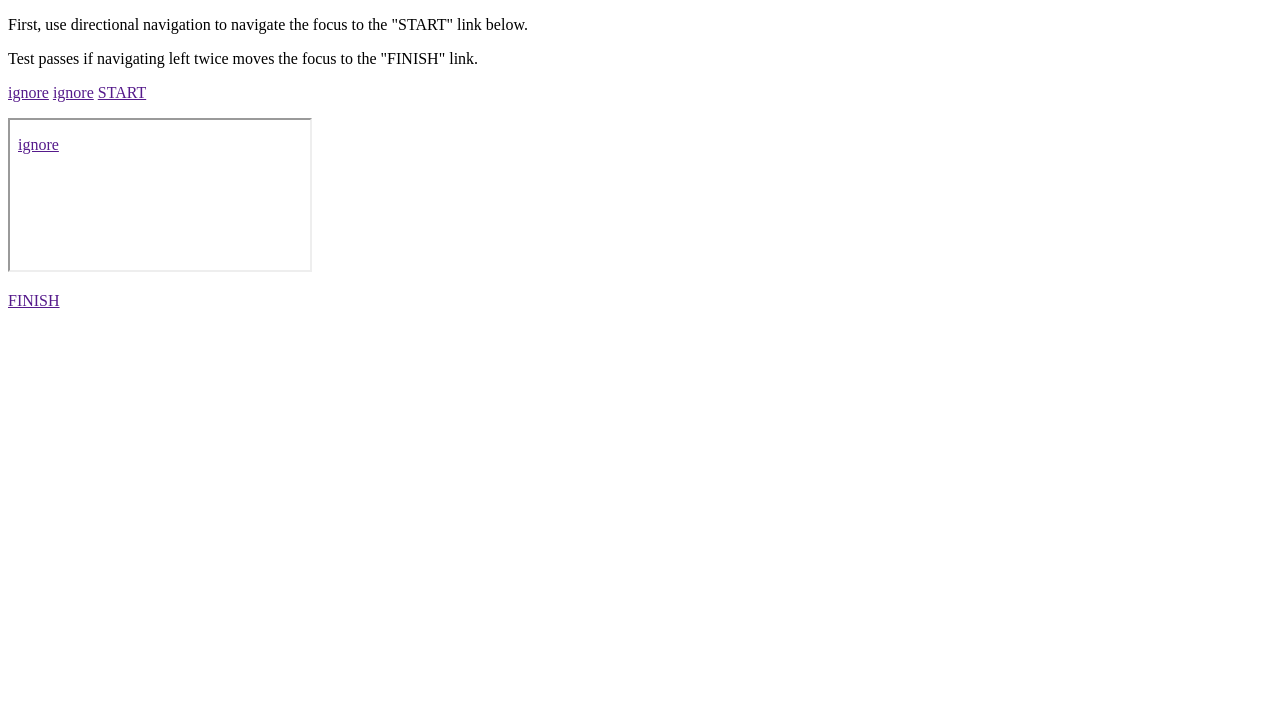 First, use directional navigation to navigate the focus to the "START" link below.
Test passes if navigating left twice moves the focus to the "FINISH" link.
ignore ignore START
ignore
FINISH